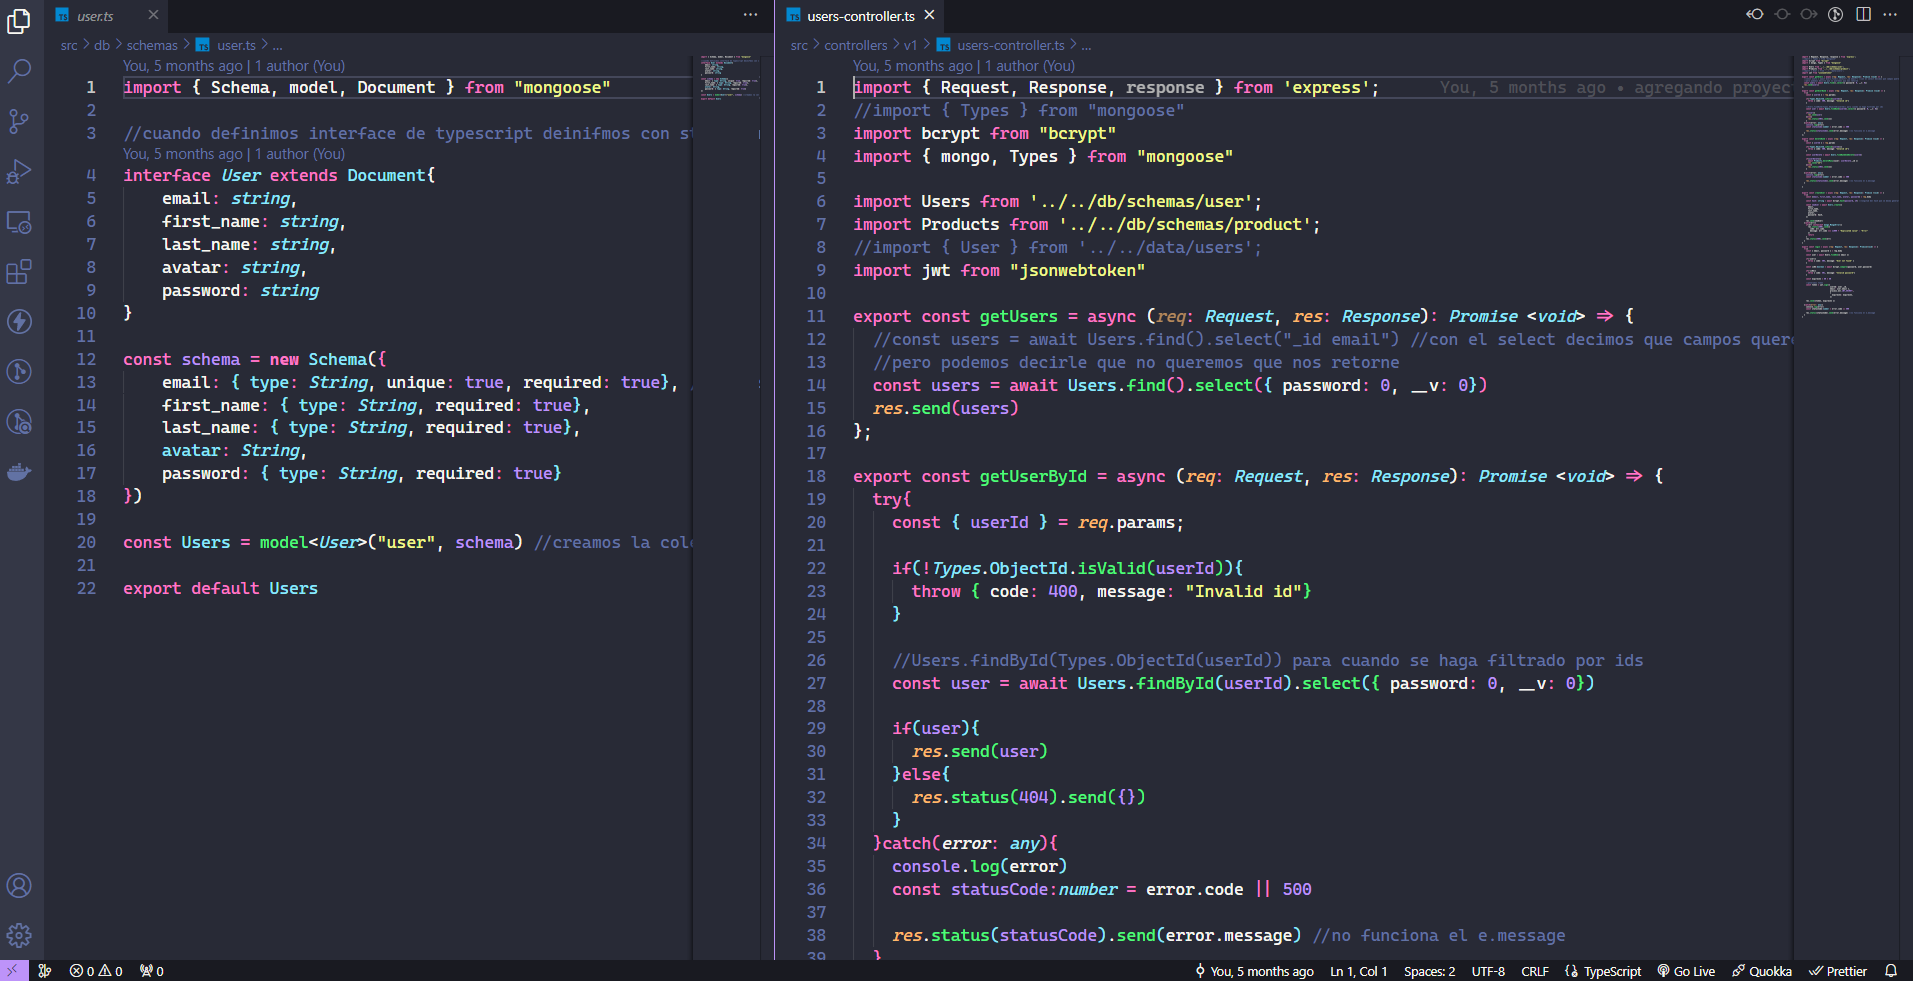 user.ts
src > db > schemas > user.ts > ...
You, 5 months ago | 1 author (You)
1 import { Schema, model, Document } from "mongoose"
2
3 //cuando definimos interface de typescript deinifmos con st
You, 5 months ago | 1 author (You)
4 interface User extends Document{
5 email: string,
6 first_name: string,
7 last_name: string,
8 avatar: string,
9 password: string
10 }
11
12 const schema = new Schema({
13 email: { type: String, unique: true, required: true},
14 first_name: { type: String, required: true},
15 last_name: { type: String, required: true},
16 avatar: String,
17 password: { type: String, required: true}
18 })
19
20 const Users = model<User>("user", schema) //creamos la cole
21
22 export default Users
users-controller.ts
src > controllers > v1 > users-controller.ts > ...
You, 5 months ago | 1 author (You)
1 import { Request, Response, response } from 'express'; You, 5 months ago • agregando proyec
2 //import { Types } from "mongoose"
3 import bcrypt from "bcrypt"
4 import { mongo, Types } from "mongoose"
5
6 import Users from '../../db/schemas/user';
7 import Products from '../../db/schemas/product';
8 //import { User } from '../../data/users';
9 import jwt from "jsonwebtoken"
10
11 export const getUsers = async (req: Request, res: Response): Promise <void> => {
12 //const users = await Users.find().select("_id email") //con el select decimos que campos quere
13 //pero podemos decirle que no queremos que nos retorne
14 const users = await Users.find().select({ password: 0, __v: 0})
15 res.send(users)
16 };
17
18 export const getUserById = async (req: Request, res: Response): Promise <void> => {
19 try{
20 const { userId } = req.params;
21
22 if(!Types.ObjectId.isValid(userId)){
23 throw { code: 400, message: "Invalid id"}
24 }
25
26 //Users.findById(Types.ObjectId(userId)) para cuando se haga filtrado por ids
27 const user = await Users.findById(userId).select({ password: 0, __v: 0})
28
29 if(user){
30 res.send(user)
31 }else{
32 res.status(404).send({})
33 }
34 }catch(error: any){
35 console.log(error)
36 const statusCode:number = error.code || 500
37
38 res.status(statusCode).send(error.message) //no funciona el e.message
39 }
0 0 0 You, 5 months ago Ln 1, Col 1 Spaces: 2 UTF-8 CRLF TypeScript Go Live Quokka Prettier